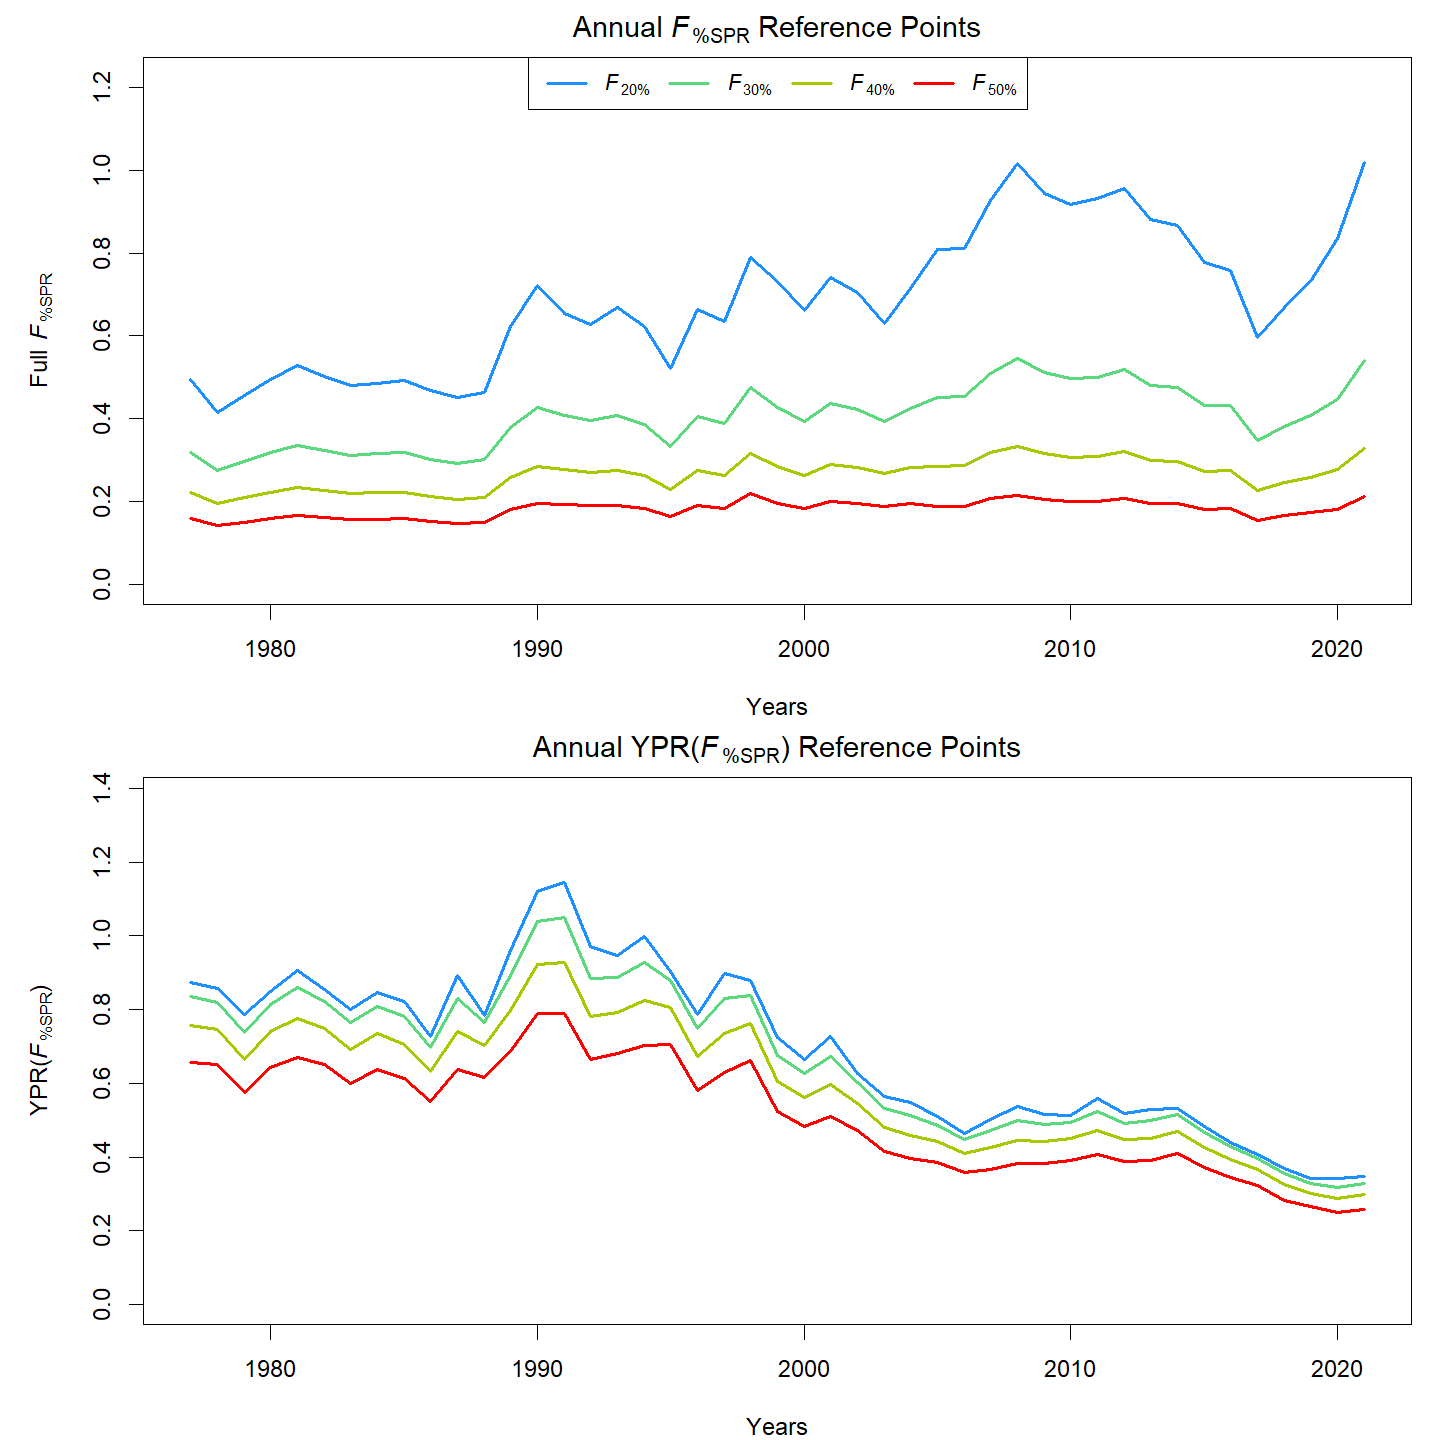 Annual F%SPR Reference Points
F20% F30% F40% F50%
Full F%SPR
1.2
1.0
0.8
0.6
0.4
0.2
0.0
1980 1990 2000 2010 2020
Years
Annual YPR(F%SPR) Reference Points
YPR(F%SPR)
1.4
1.2
1.0
0.8
0.6
0.4
0.2
0.0
1980 1990 2000 2010 2020
Years